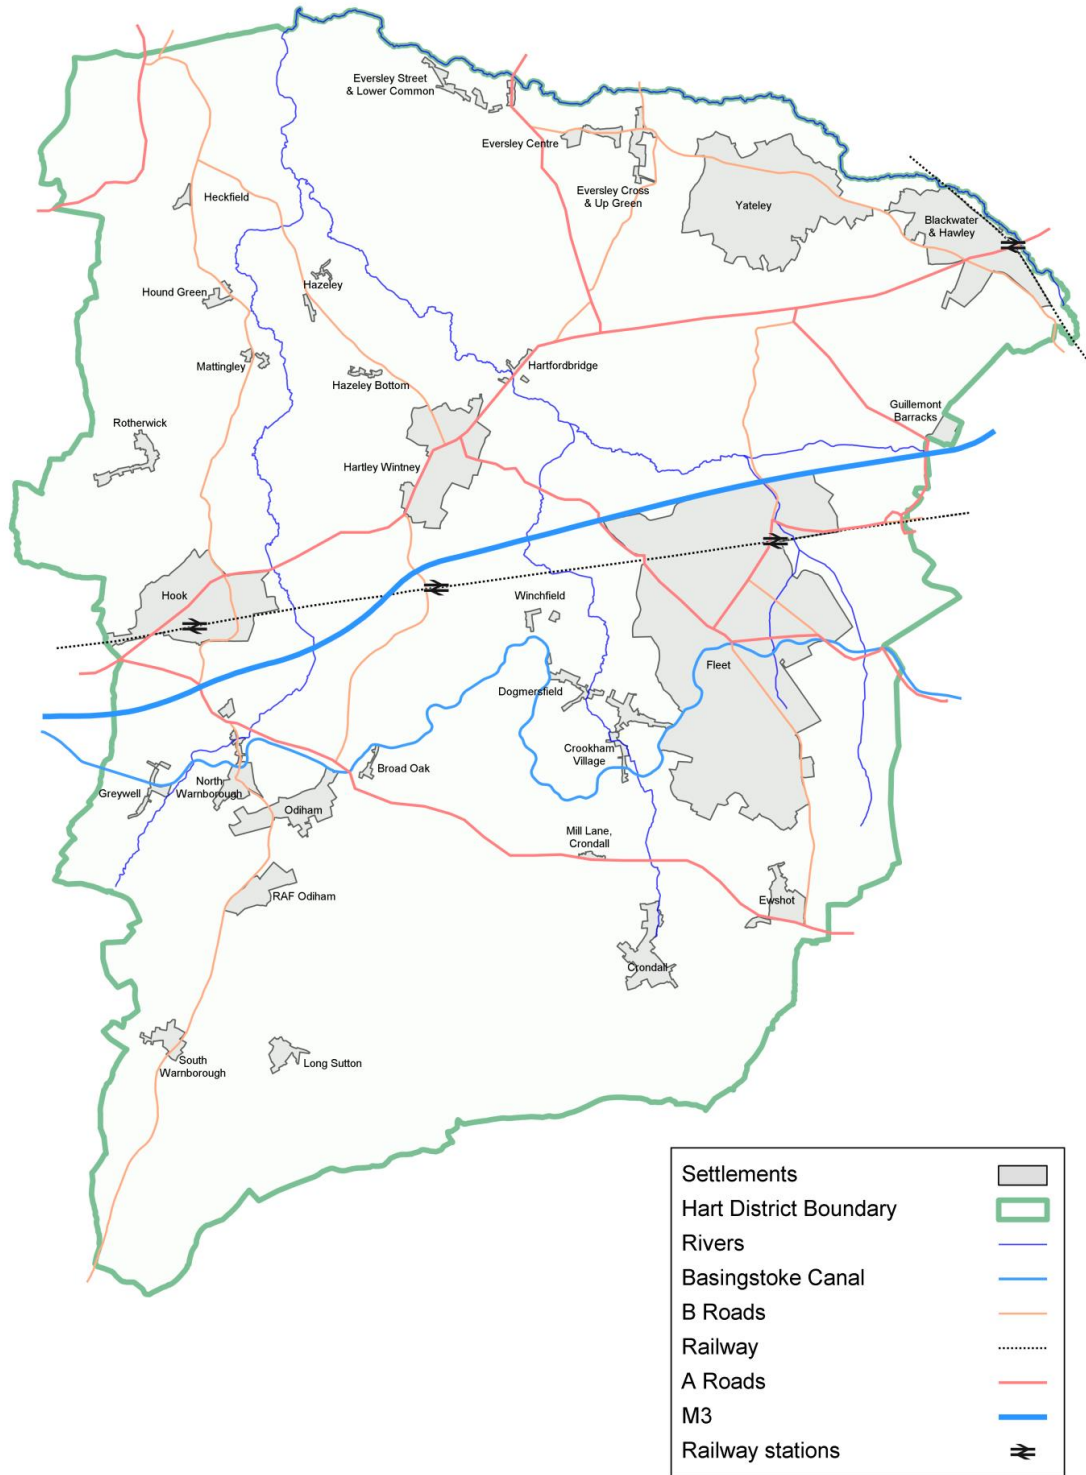 Eversley Street
& Lower Common
Eversley Centre
Eversley Cross
& Up Green
Yateley
Blackwater
& Hawley
Heckfield
Hazeley
Hound Green
Mattingley
Hazeley Bottom
Hartfordbridge
Guillemont
Barracks
Rotherwick
Hartley Wintney
Hook
Winchfield
Fleet
Dogmersfield
Crookham
Village
Broad Oak
Greywell
North
Warnborough
Odiham
Mill Lane,
Crondall
RAF Odiham
Ewshot
Crondall
South
Warnborough
Long Sutton
Settlements
Hart District Boundary
Rivers
Basingstoke Canal
B Roads
Railway
A Roads
M3
Railway stations